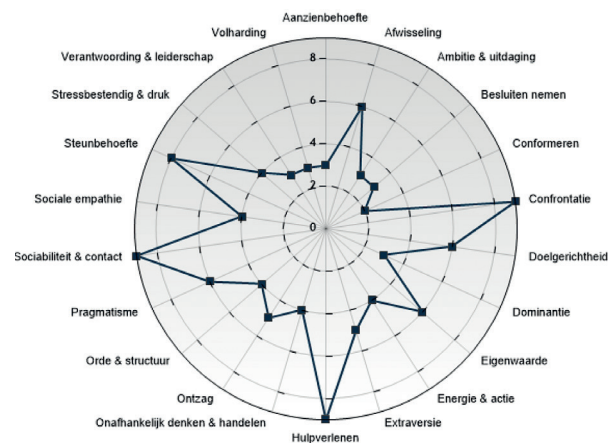 Aanzienbehoefte
Volharding
Afwisseling
Verantwoording & leiderschap
Ambitie & uitdaging
Stressbestendig & druk
Besluiten nemen
Steunbehoefte
Conformeren
Sociale empathie
Confrontatie
Sociabiliteit & contact
Doelgerichtheid
Pragmatisme
Dominantie
Orde & structuur
Eigenwaarde
Ontzag
Energie & actie
Onafhankelijk denken & handelen
Extraversie
Hulpverlenen
8
6
4
2
0